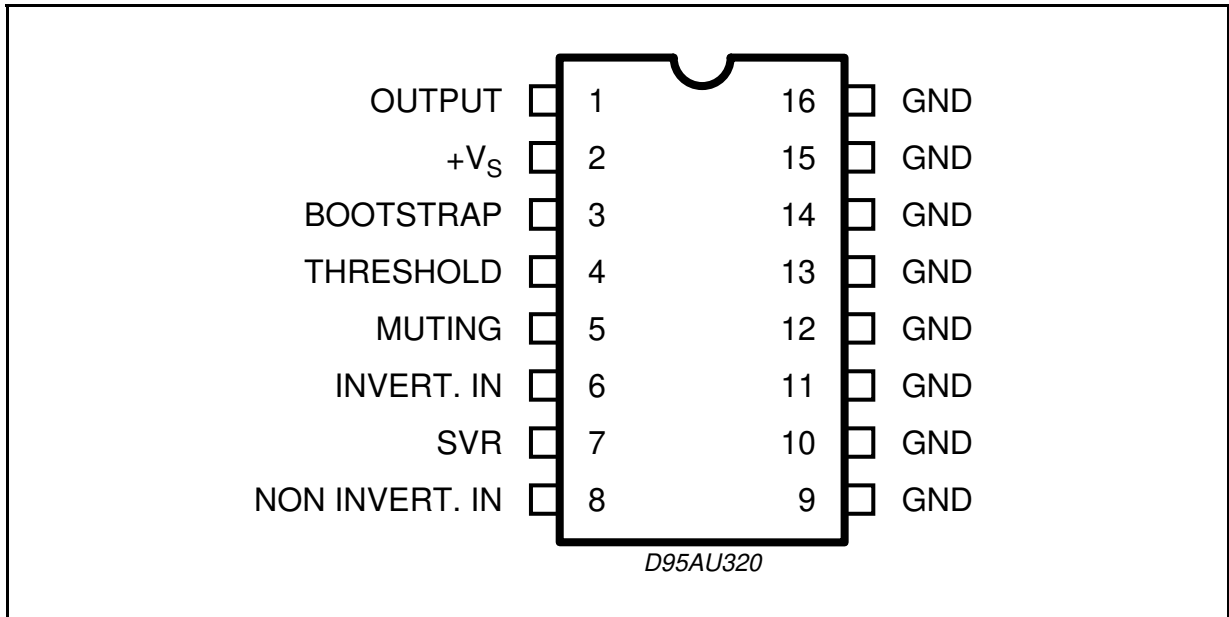 OUTPUT 1 16 GND
+VS 2 15 GND
BOOTSTRAP 3 14 GND
THRESHOLD 4 13 GND
MUTING 5 12 GND
INVERT. IN 6 11 GND
SVR 7 10 GND
NON INVERT. IN 8 9 GND
D95AU320